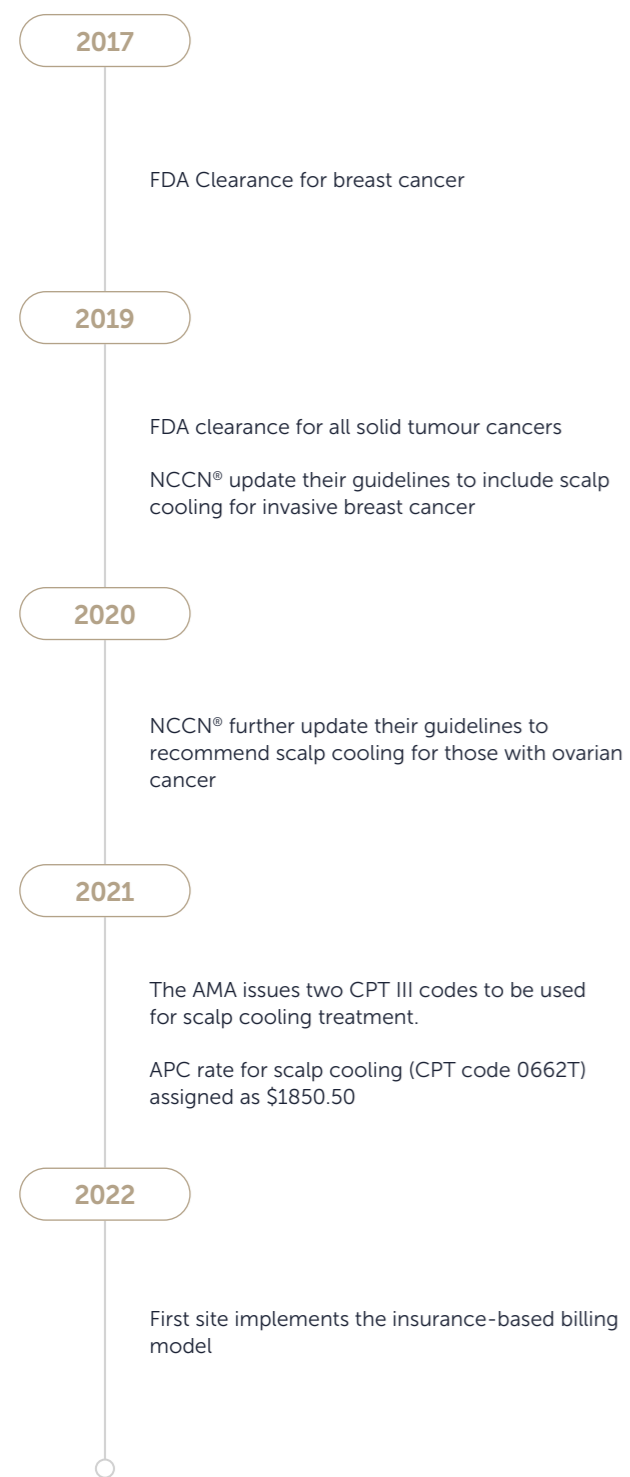 2017
FDA Clearance for breast cancer
2019
FDA clearance for all solid tumour cancers
NCCN® update their guidelines to include scalp
cooling for invasive breast cancer
2020
NCCN® further update their guidelines to
recommend scalp cooling for those with ovarian
cancer
2021
The AMA issues two CPT III codes to be used
for scalp cooling treatment.
APC rate for scalp cooling (CPT code 0662T)
assigned as $1850.50
2022
First site implements the insurance-based billing
model